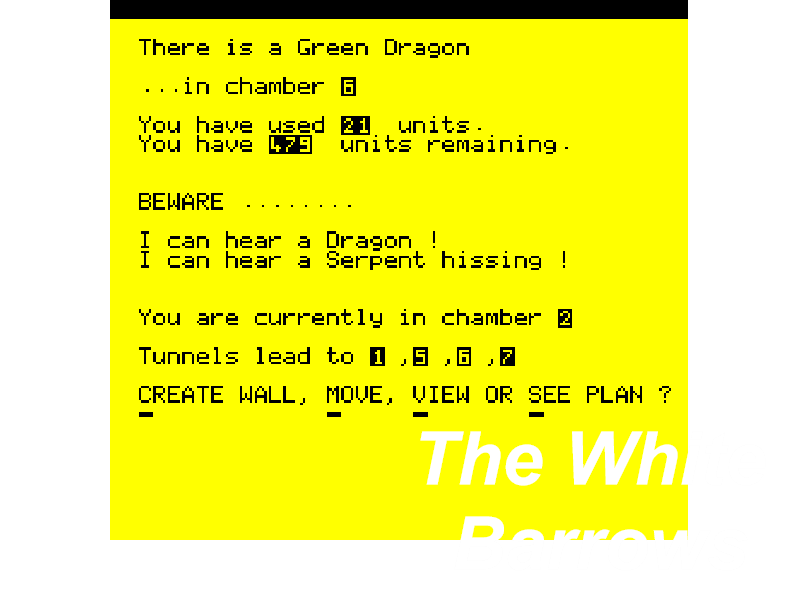 There is a Green Dragon
...in chamber 6
You have used 21 units.
You have 479 units remaining.
BEWARE ........
I can hear a Dragon !
I can hear a Serpent hissing !
You are currently in chamber 2
Tunnels lead to 1 ,5 ,6 ,7
CREATE WALL, MOVE, VIEW OR SEE PLAN ?
The